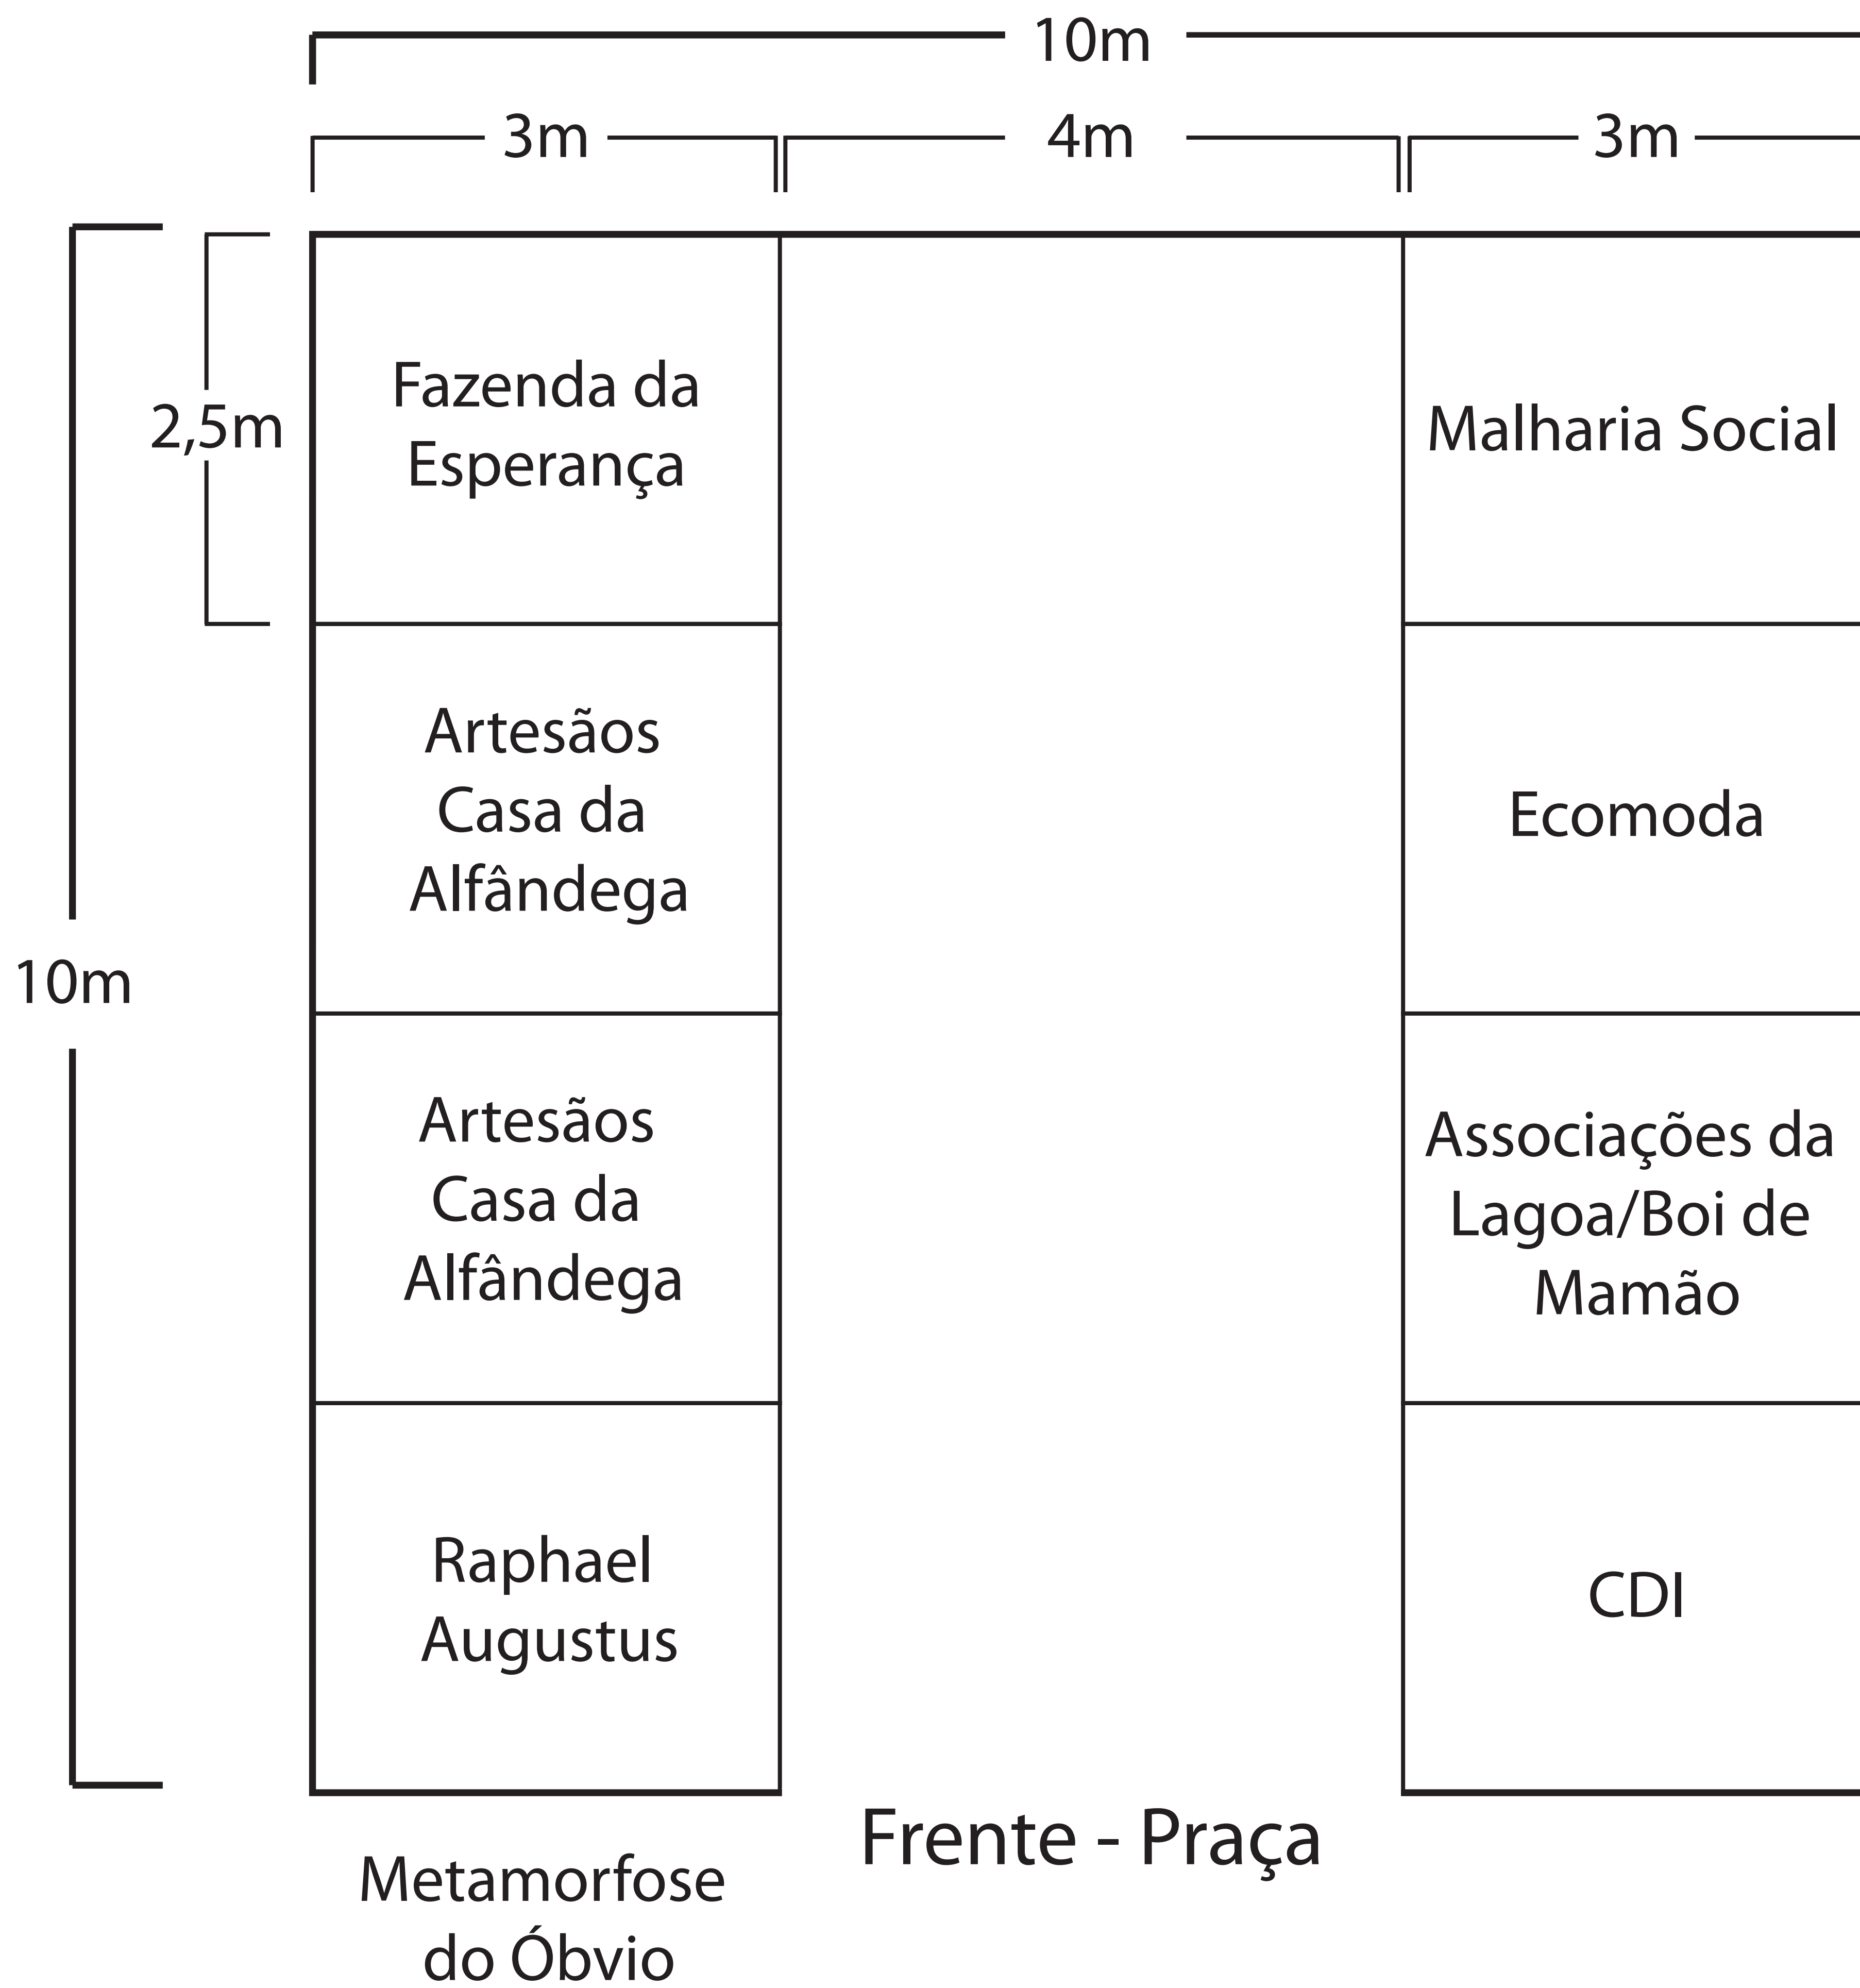 10m
3m
4m
3m
2,5m
10m
Fazenda da
Esperança
Malharia Social
Artesãos
Casa da
Alfândega
Ecomoda
Artesãos
Casa da
Alfândega
Associações da
Lagoa/Boi de
Mamão
Raphael
Augustus
CDI
Frente - Praça
Metamorfose
do Óbvio